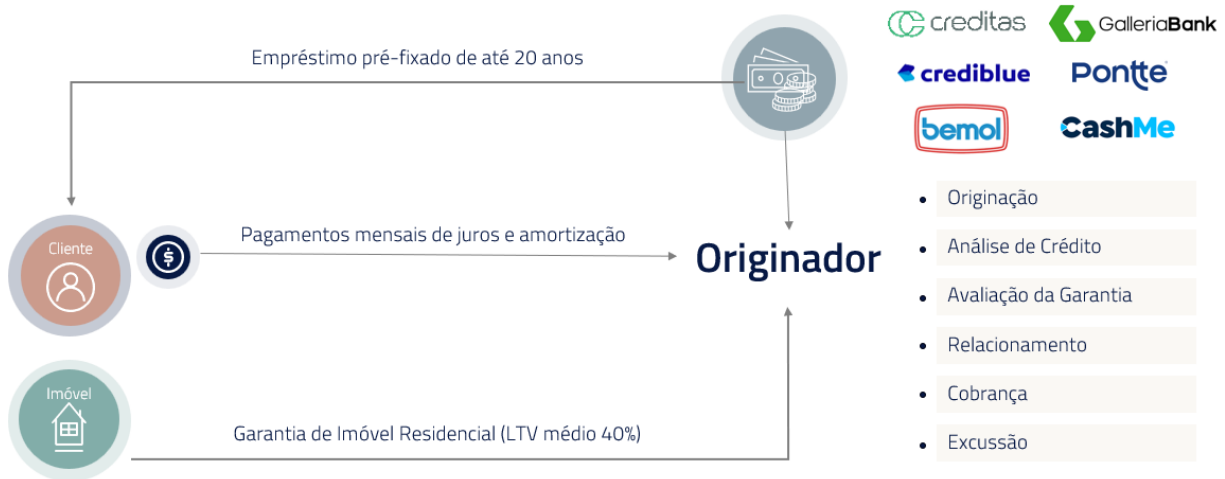 creditas
GalleriaBank
Empréstimo pré-fixado de até 20 anos
crediblue
Pontte
bemol
CashMe
Originação
Cliente
Pagamentos mensais de juros e amortização
Originador
Análise de Crédito
Avaliação da Garantia
Relacionamento
Imóvel
Cobrança
Garantia de Imóvel Residencial (LTV médio 40%)
Excussão